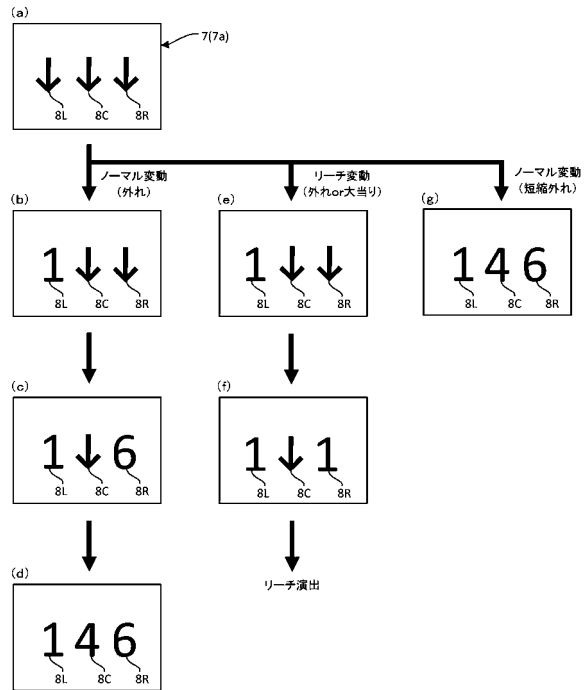 (a)
7(7a)
8L 8C 8R
ノーマル変動
(外れ)
リーチ変動
(外れor大当り)
ノーマル変動
(短縮外れ)
(b)
1
8L 8C 8R
(e)
1
8L 8C 8R
(g)
1 4 6
8L 8C 8R
(c)
1 6
8L 8C 8R
(f)
1 1
8L 8C 8R
(d)
1 4 6
8L 8C 8R
リーチ演出